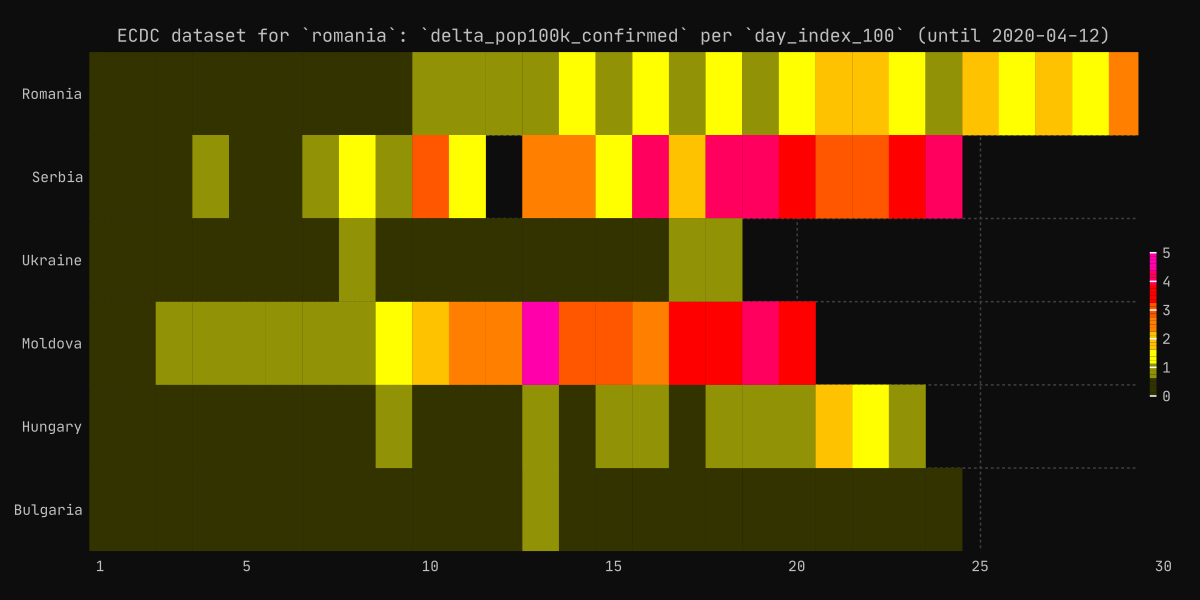 ECDC dataset for `romania`: `delta_pop100k_confirmed` per `day_index_100` (until 2020-04-12)
Romania
Serbia
Ukraine
Moldova
Hungary
Bulgaria
1 5 10 15 20 25 30
5
4
3
2
1
0